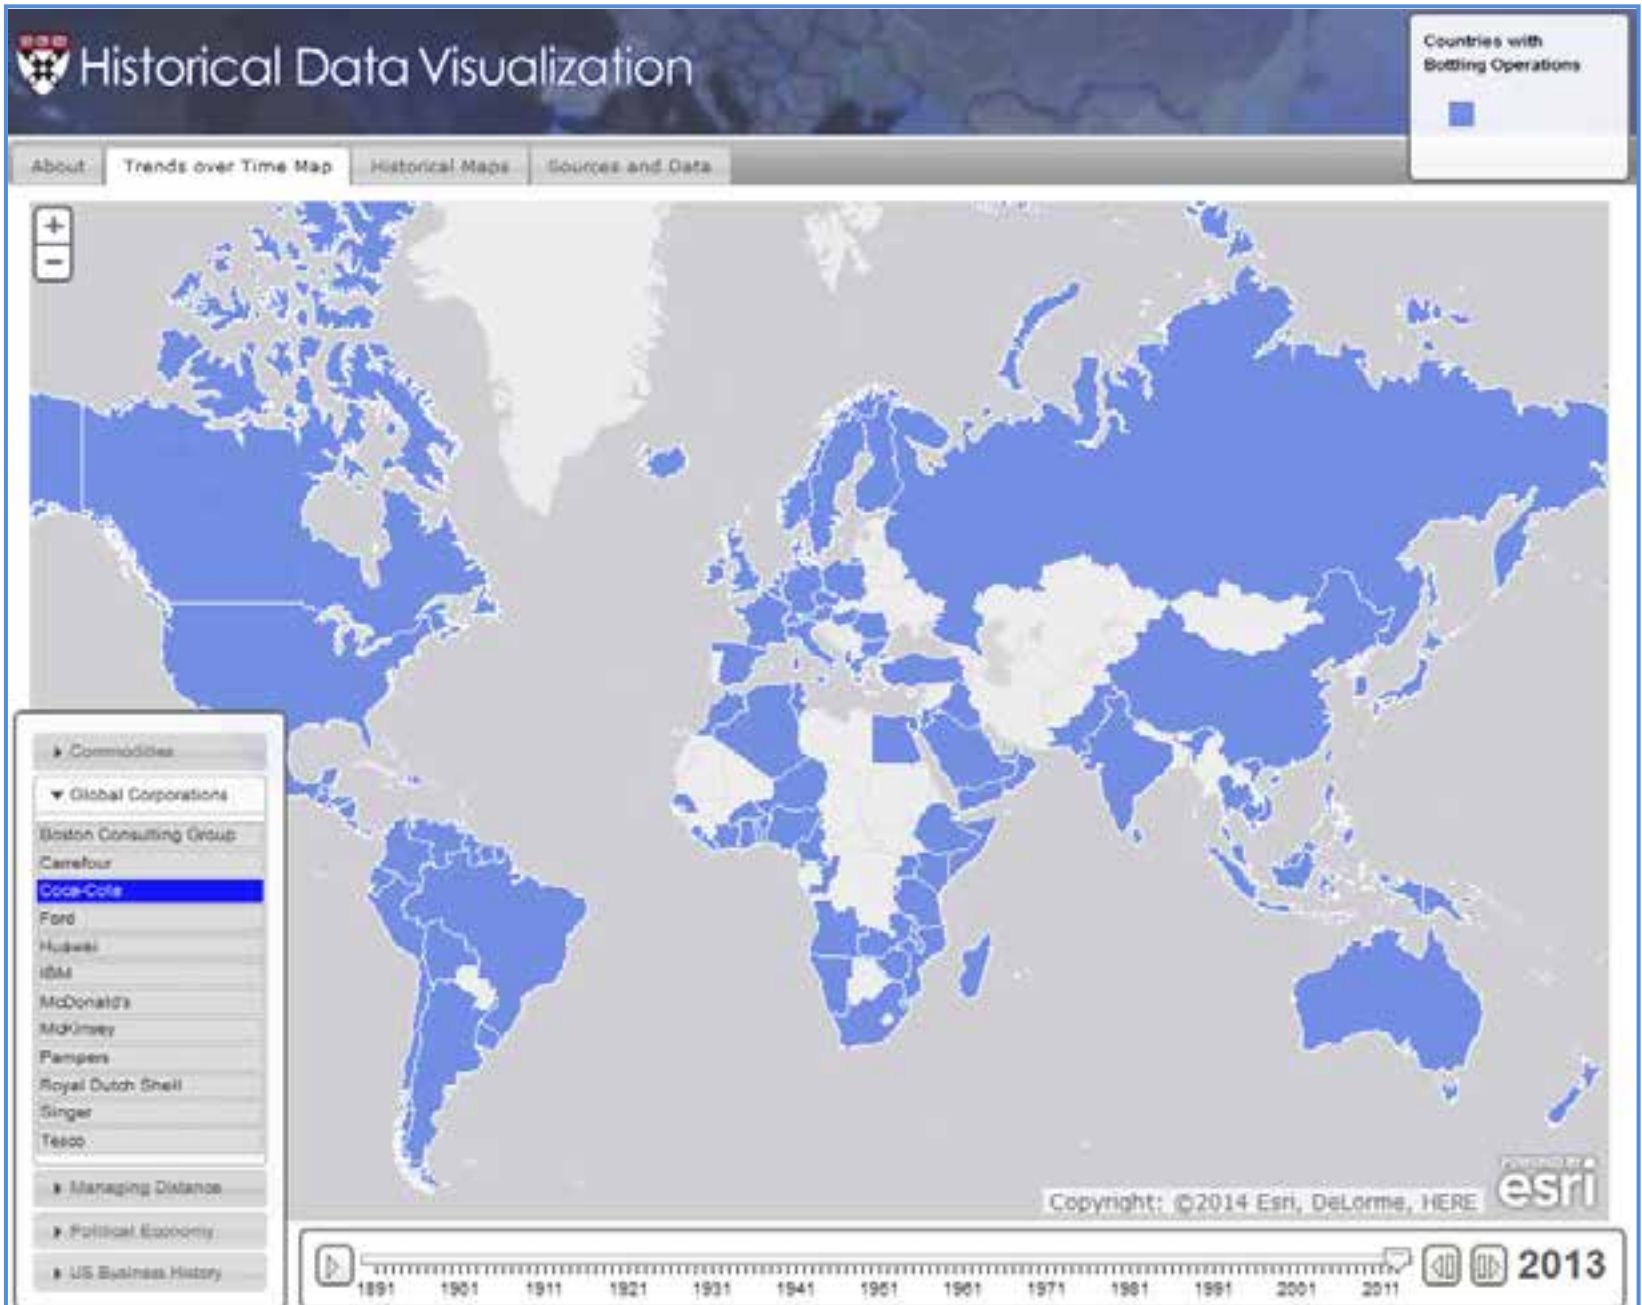 Historical Data Visualization
Countries with
Bottling Operations
About
Trends over Time Map
Historical Maps
Sources and Data
+
−
Commodities
Global Corporations
Boston Consulting Group
Carrefour
Coca-Cola
Ford
Huawei
IBM
McDonald's
McKinsey
Pampers
Royal Dutch Shell
Singer
Tesco
Managing Distance
Political Economy
US Business History
POWERED BY
esri
Copyright: ©2014 Esri, DeLorme, HERE
1891 1901 1911 1921 1931 1941 1951 1961 1971 1981 1991 2001 2011
2013